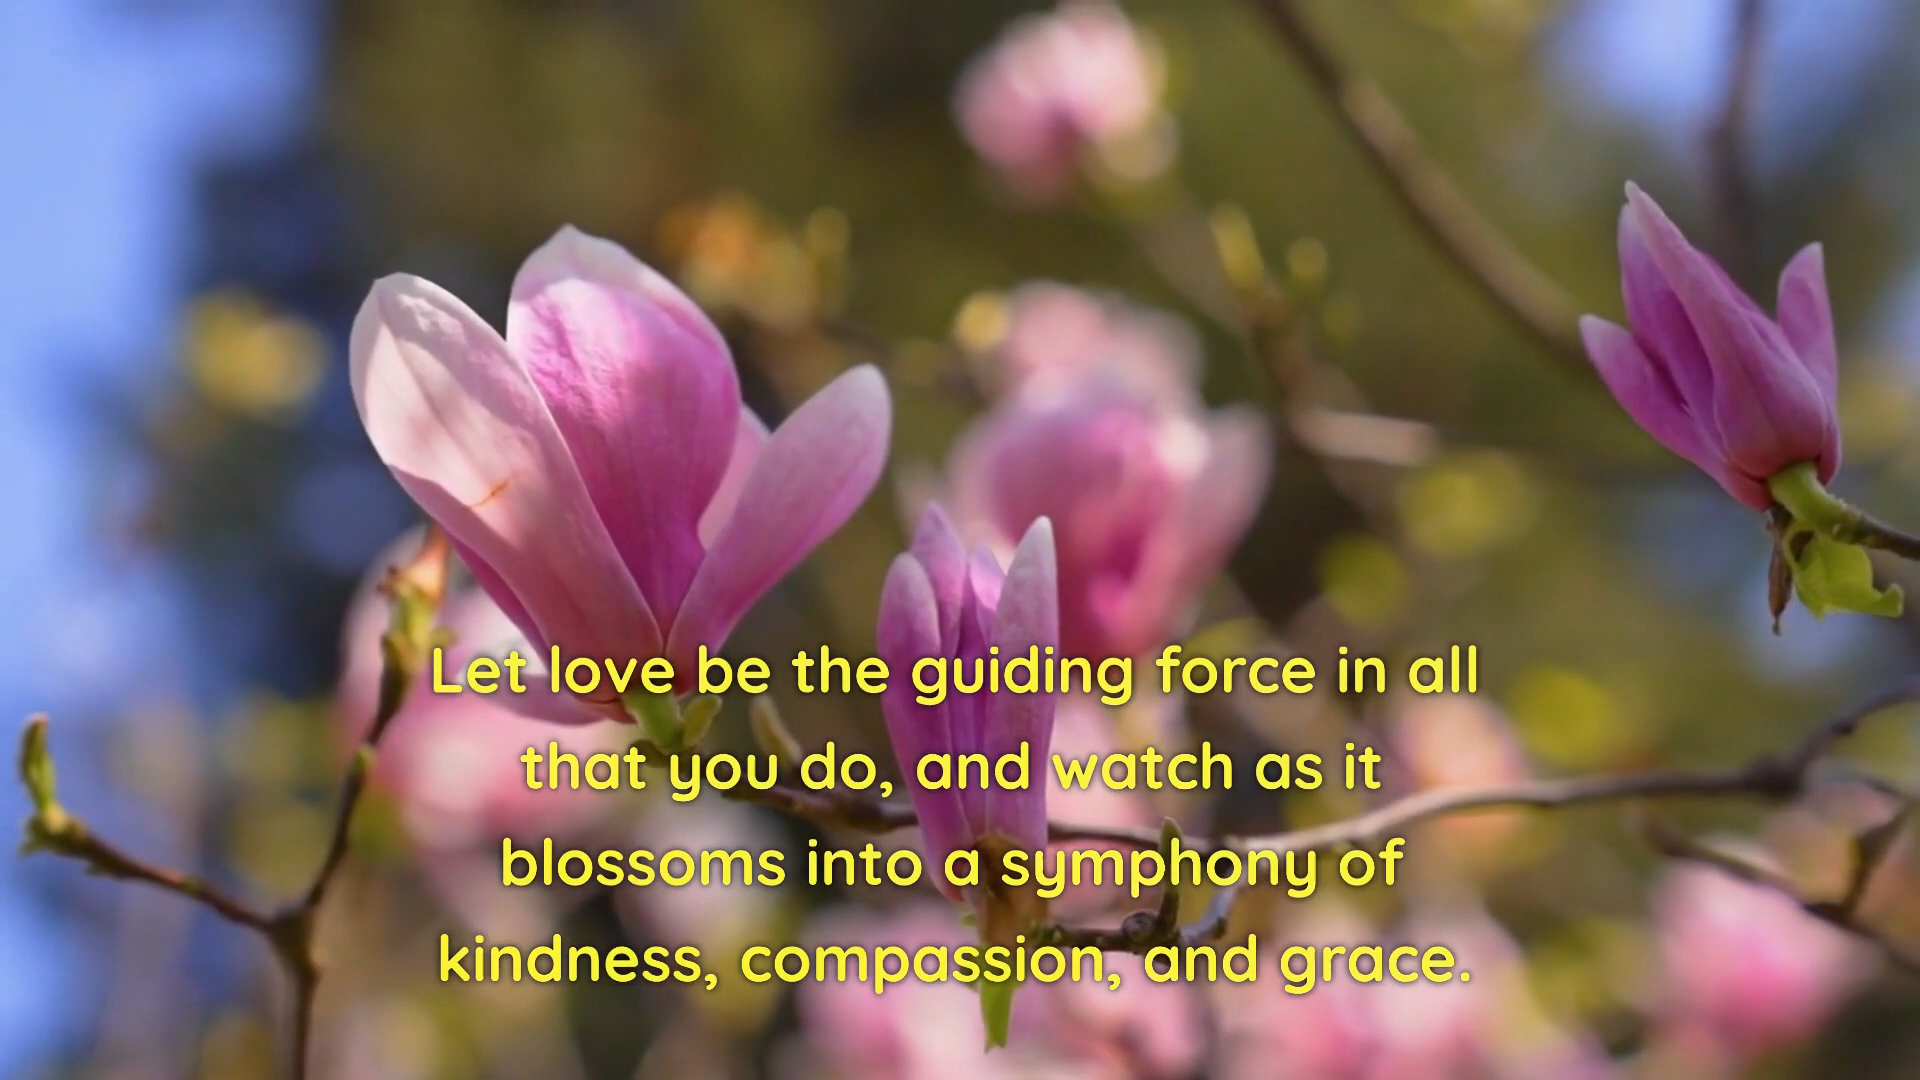 Let love be the guiding force in all
that you do, and watch as it
blossoms into a symphony of
kindness, compassion, and grace.